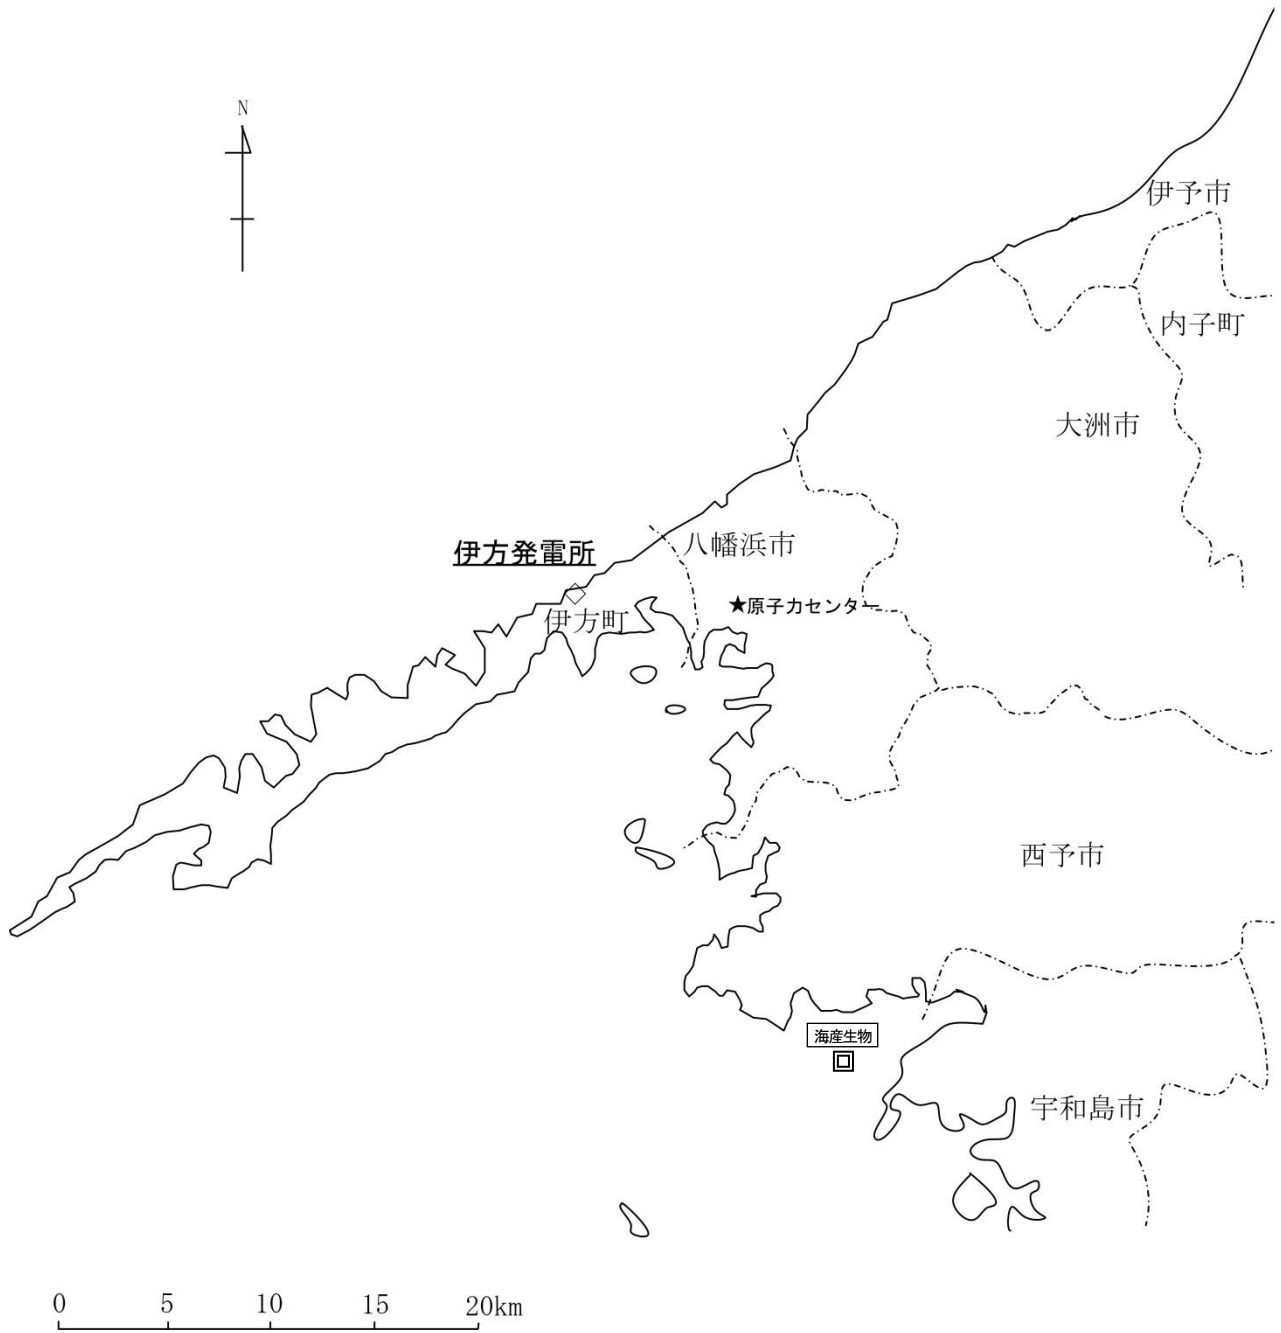 N
伊予市
内子町
大洲市
八幡浜市
伊方発電所
★原子力センター
伊方町
西予市
海産生物
宇和島市
0 5 10 15 20km